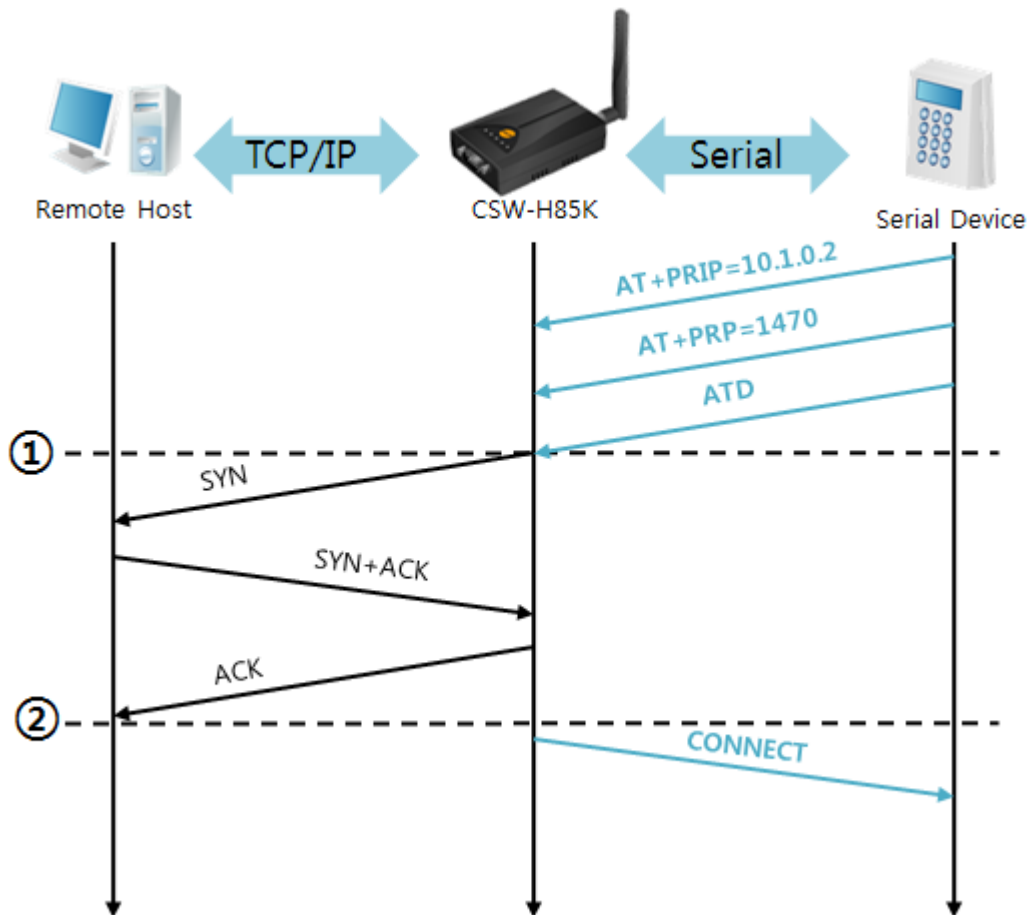 TCP/IP
Serial
Remote Host
CSW-H85K
Serial Device
AT+PRIP=10.1.0.2
AT+PRP=1470
ATD
①
SYN
SYN+ACK
ACK
②
CONNECT